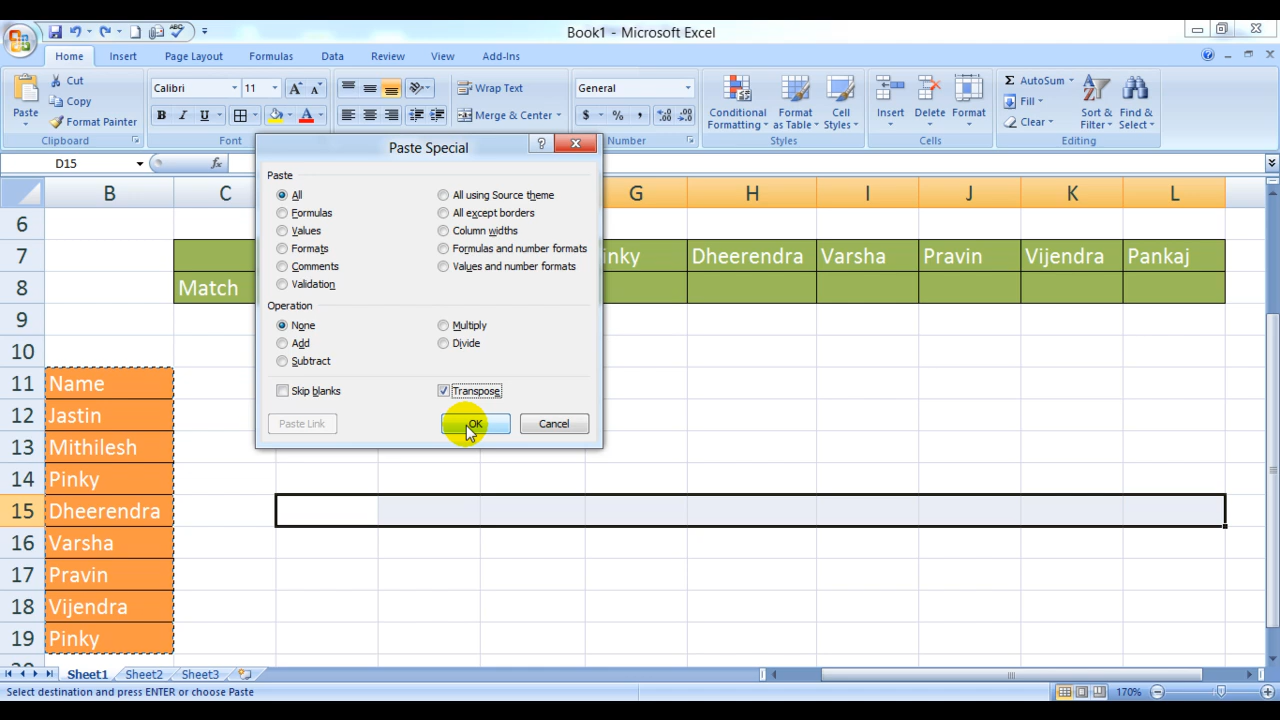 Book1 - Microsoft Excel
Home Insert Page Layout Formulas Data Review View Add-Ins
Paste
Cut
Copy
Format Painter
Clipboard
Calibri 11
B I U
Font
Wrap Text
Merge & Center
General
$ % ,
Number
Conditional Formatting
Format as Table
Cell Styles
Styles
Insert
Delete
Format
Cells
AutoSum
Fill
Clear
Sort & Filter
Find & Select
Editing
D15 fx
B C G H I J K L
6
7 inky Dheerendra Varsha Pravin Vijendra Pankaj
8 Match
9
10
11 Name
12 Jastin
13 Mithilesh
14 Pinky
15 Dheerendra
16 Varsha
17 Pravin
18 Vijendra
19 Pinky
Paste Special
Paste
All All using Source theme
Formulas All except borders
Values Column widths
Formats Formulas and number formats
Comments Values and number formats
Validation
Operation
None Multiply
Add Divide
Subtract
Skip blanks Transpose
Paste Link OK Cancel
Sheet1 Sheet2 Sheet3
Select destination and press ENTER or choose Paste 170%